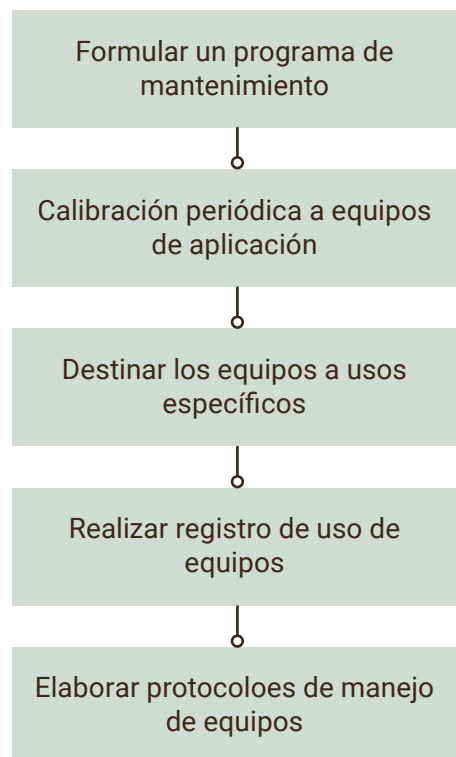 Formular un programa de
mantenimiento
Calibración periódica a equipos
de aplicación
Destinar los equipos a usos
específicos
Realizar registro de uso de
equipos
Elaborar protocoloes de manejo
de equipos